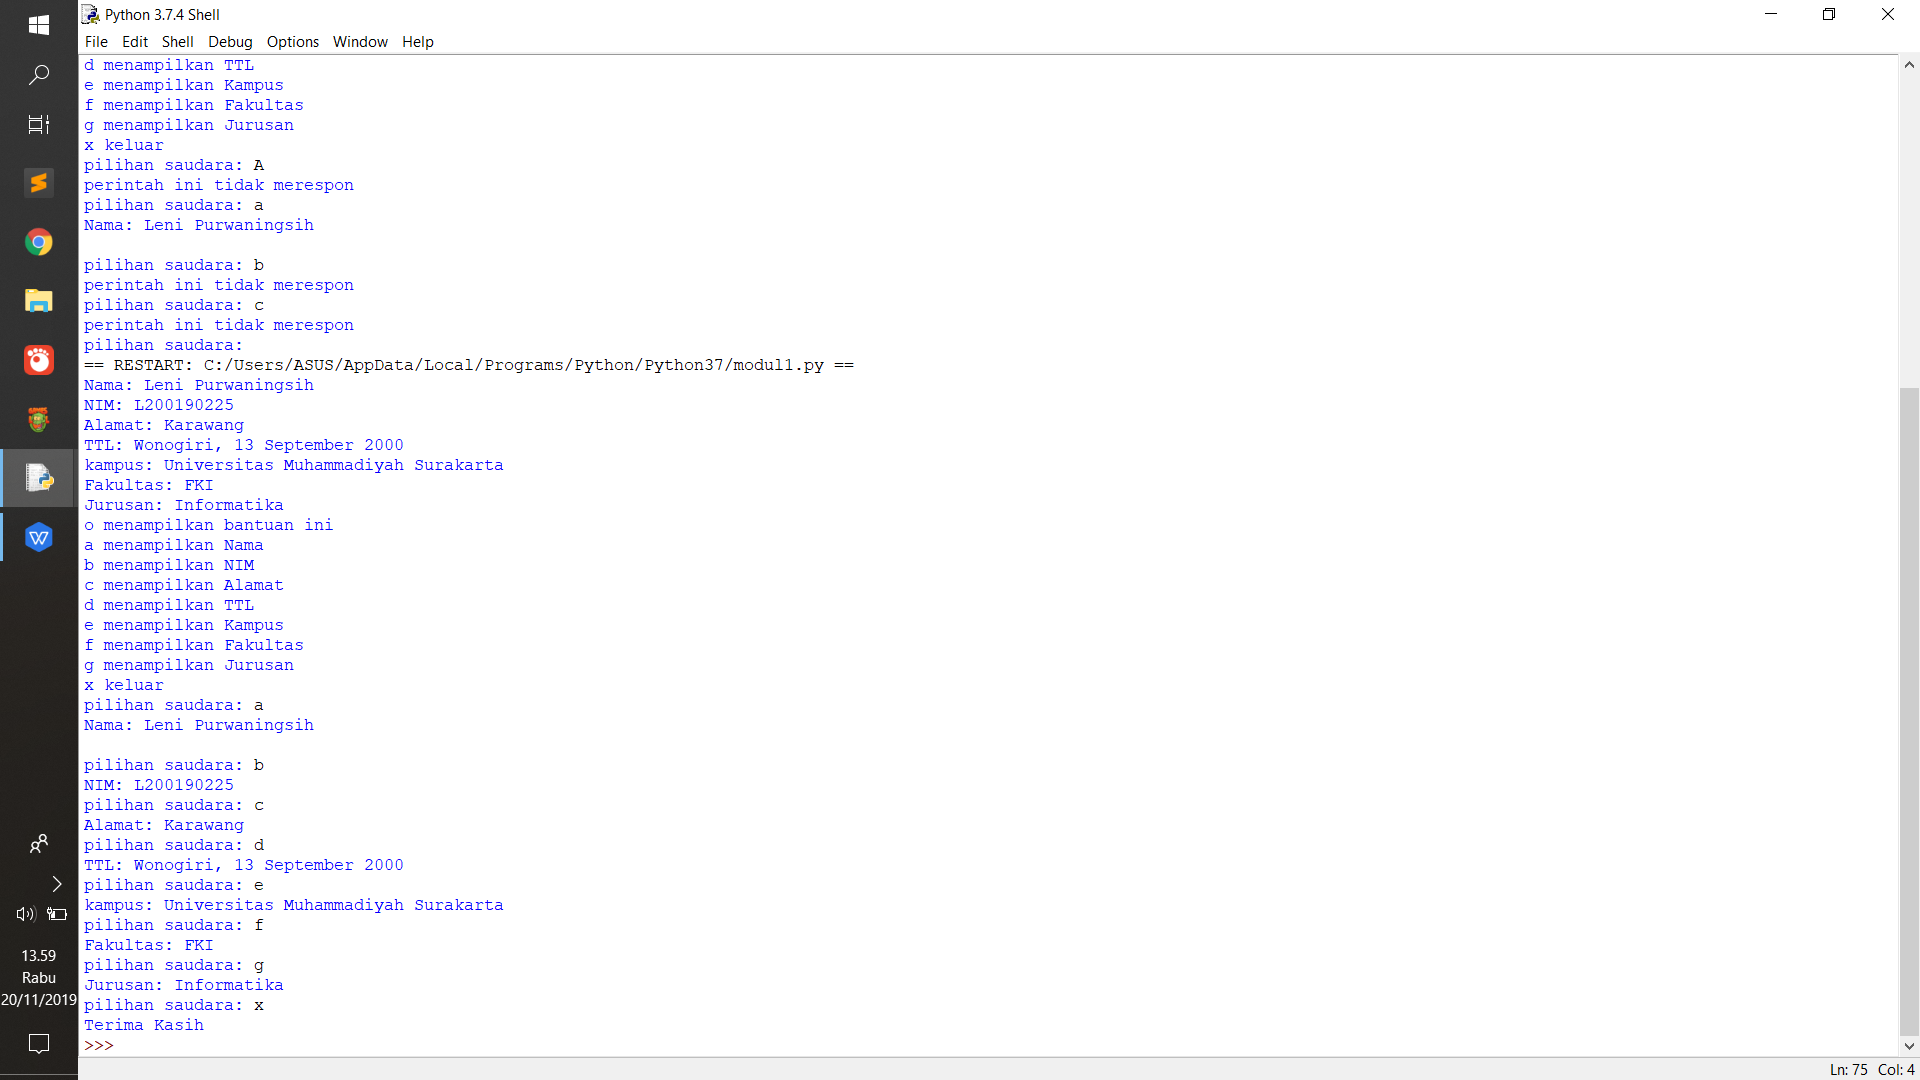 Python 3.7.4 Shell
File Edit Shell Debug Options Window Help
d menampilkan TTL
e menampilkan Kampus
f menampilkan Fakultas
g menampilkan Jurusan
x keluar
pilihan saudara: A
perintah ini tidak merespon
pilihan saudara: a
Nama: Leni Purwaningsih
pilihan saudara: b
perintah ini tidak merespon
pilihan saudara: c
perintah ini tidak merespon
pilihan saudara:
== RESTART: C:/Users/ASUS/AppData/Local/Programs/Python/Python37/modul1.py ==
Nama: Leni Purwaningsih
NIM: L200190225
Alamat: Karawang
TTL: Wonogiri, 13 September 2000
kampus: Universitas Muhammadiyah Surakarta
Fakultas: FKI
Jurusan: Informatika
o menampilkan bantuan ini
a menampilkan Nama
b menampilkan NIM
c menampilkan Alamat
d menampilkan TTL
e menampilkan Kampus
f menampilkan Fakultas
g menampilkan Jurusan
x keluar
pilihan saudara: a
Nama: Leni Purwaningsih
pilihan saudara: b
NIM: L200190225
pilihan saudara: c
Alamat: Karawang
pilihan saudara: d
TTL: Wonogiri, 13 September 2000
pilihan saudara: e
kampus: Universitas Muhammadiyah Surakarta
pilihan saudara: f
Fakultas: FKI
pilihan saudara: g
Jurusan: Informatika
pilihan saudara: x
Terima Kasih
>>>
13.59
Rabu
20/11/2019
Ln: 75 Col: 4